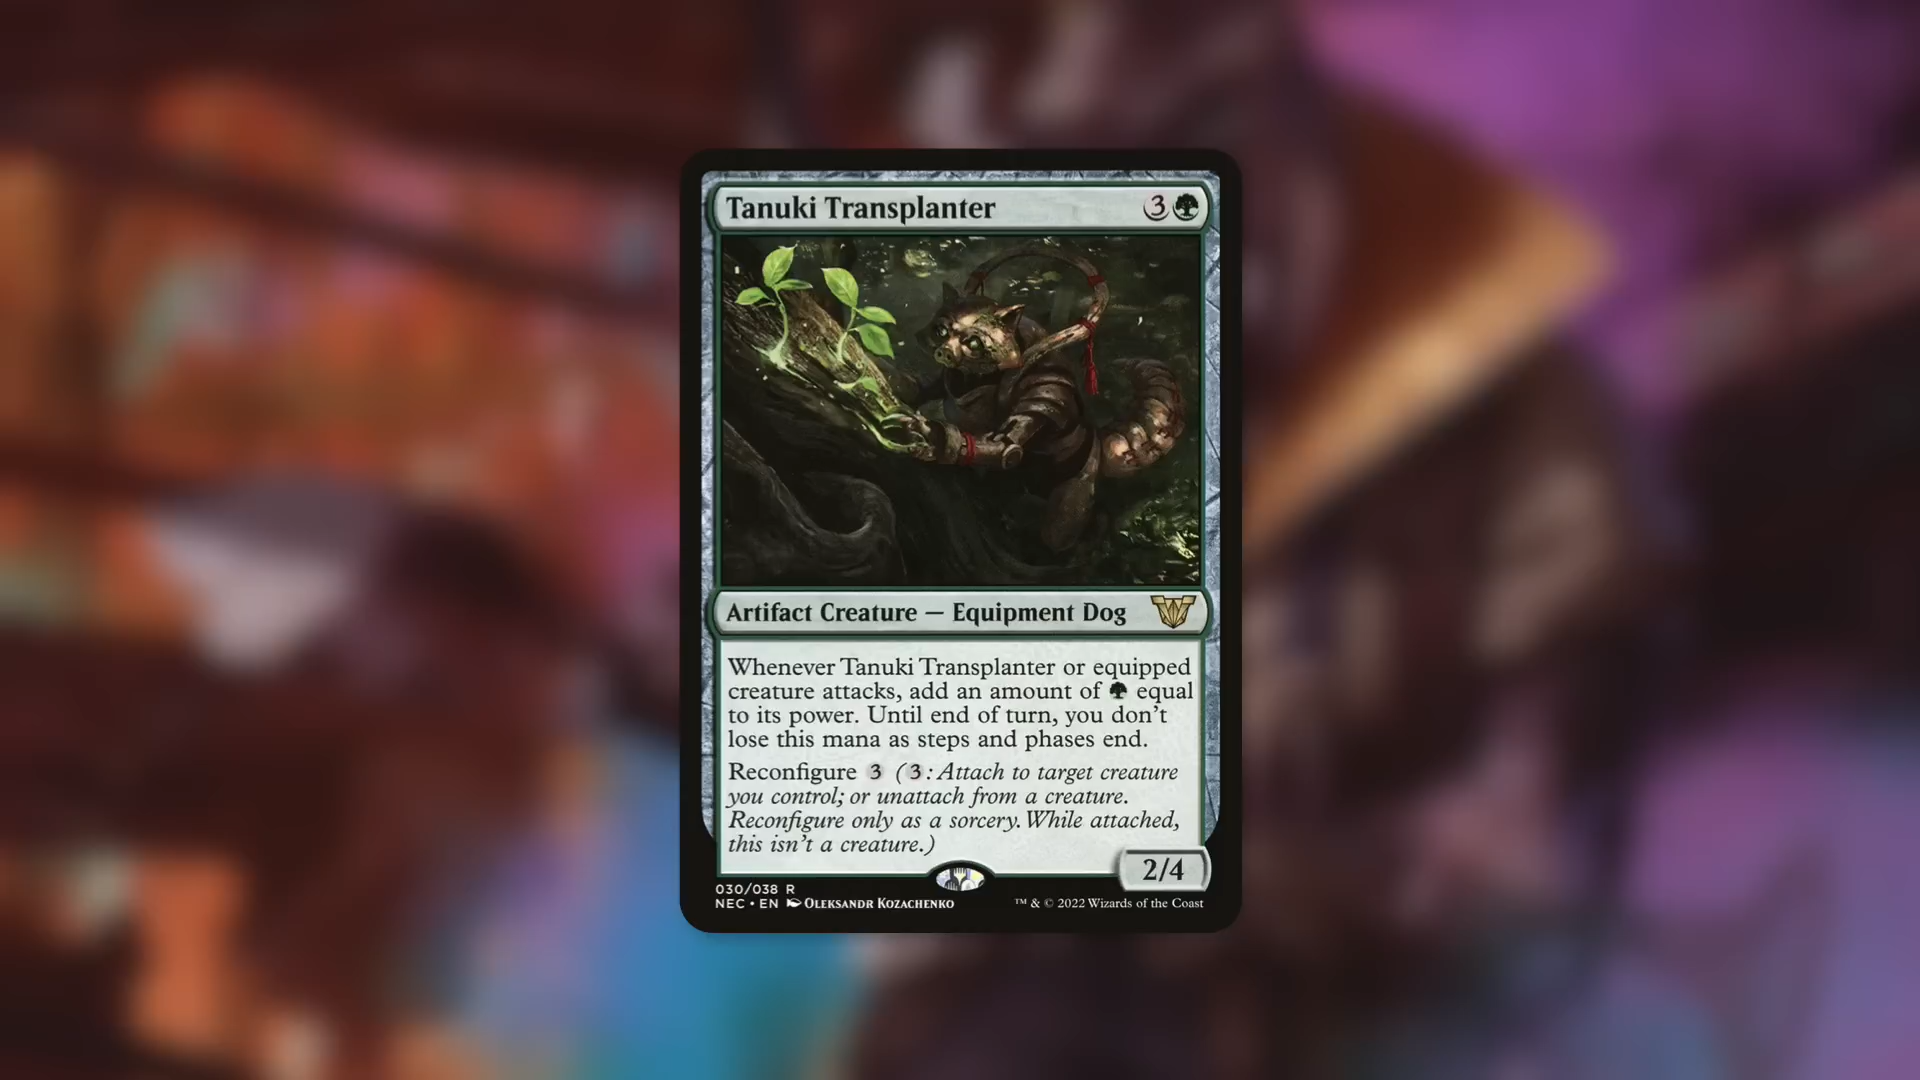 Tanuki Transplanter 3
Artifact Creature — Equipment Dog
Whenever Tanuki Transplanter or equipped
creature attacks, add an amount of equal
to its power. Until end of turn, you don't
lose this mana as steps and phases end.
Reconfigure 3 (3: Attach to target creature
you control; or unattach from a creature.
Reconfigure only as a sorcery. While attached,
this isn't a creature.)
2/4
030/038 R
NEC • EN OLEKSANDR KOZACHENKO
™ & © 2022 Wizards of the Coast